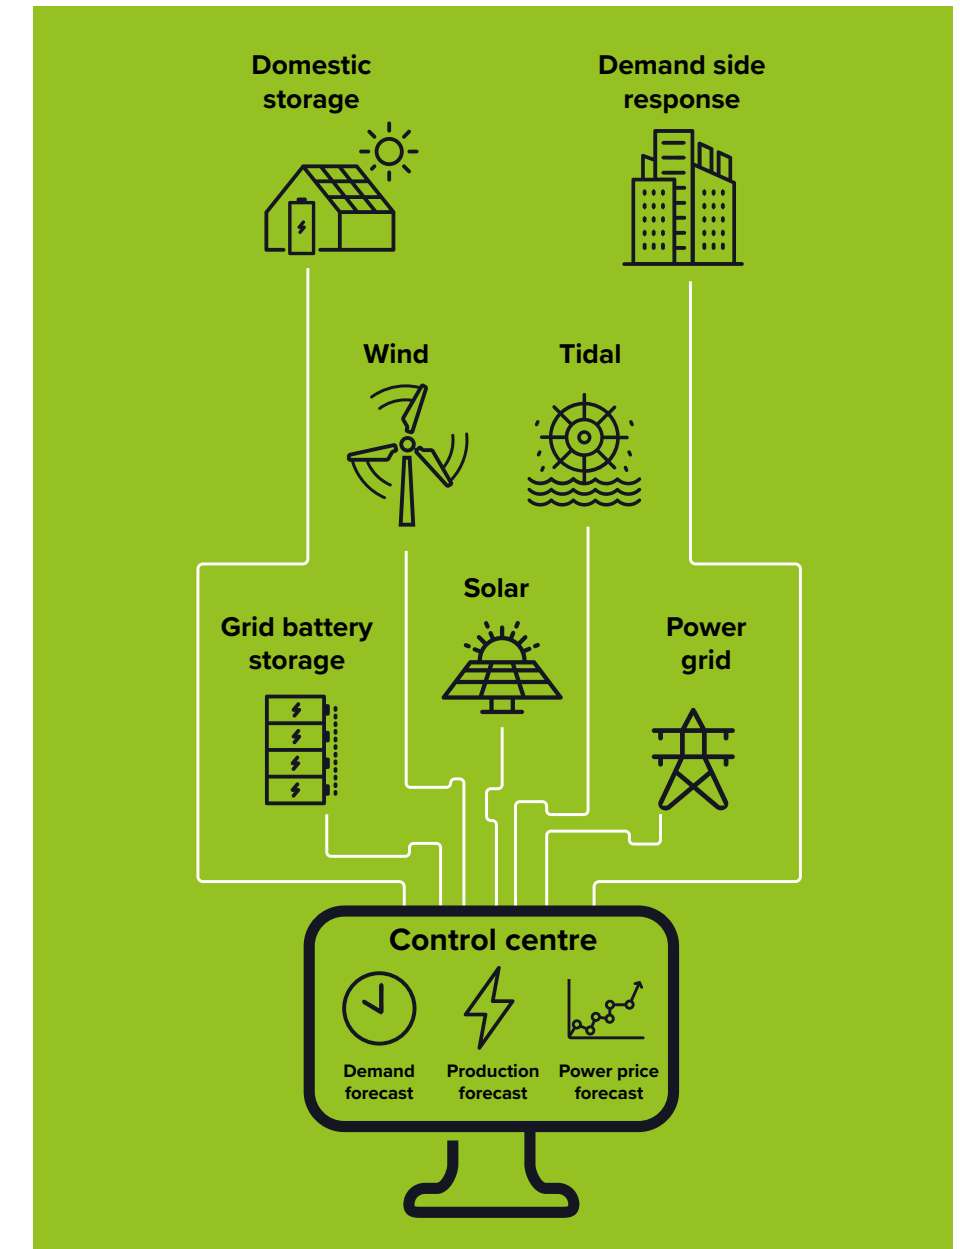 Domestic
storage
Demand side
response
Wind
Tidal
Solar
Grid battery
storage
Power
grid
Control centre
Demand
forecast
Production
forecast
Power price
forecast